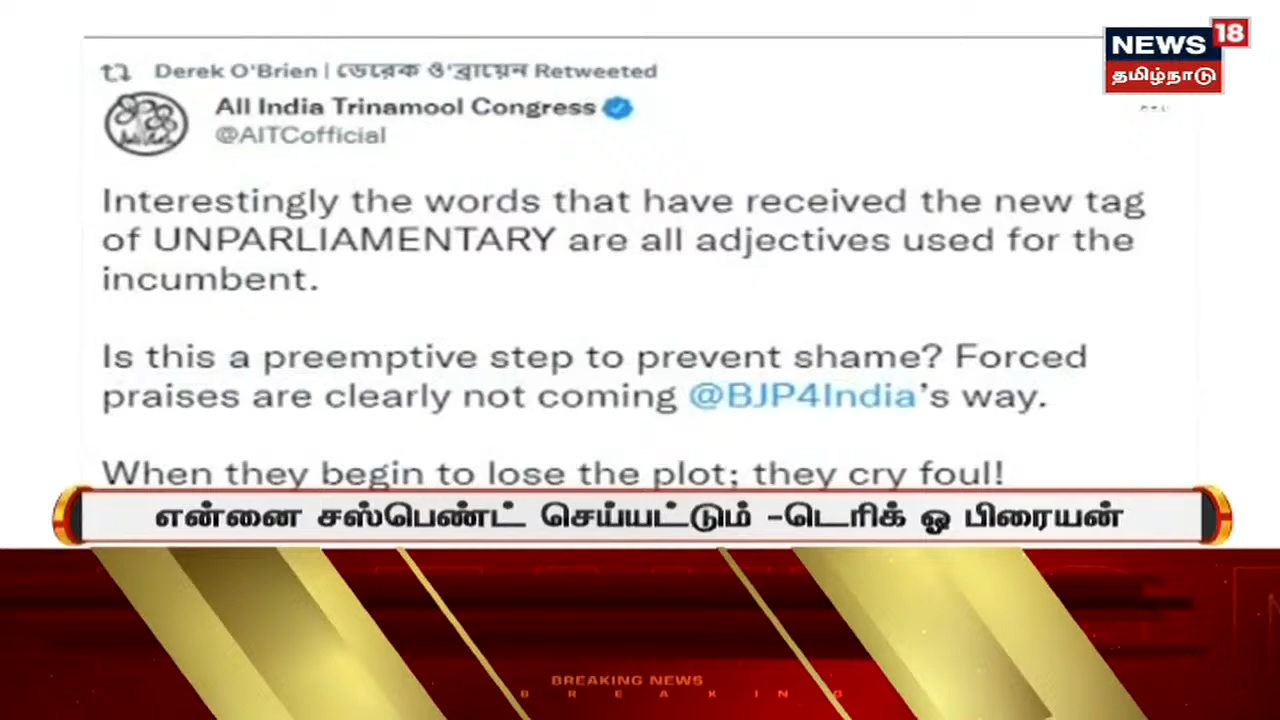 NEWS 18
தமிழ்நாடு
Derek O'Brien | ডেরেক ও'ব্রায়েন Retweeted
All India Trinamool Congress
@AITCofficial
Interestingly the words that have received the new tag
of UNPARLIAMENTARY are all adjectives used for the
incumbent.
Is this a preemptive step to prevent shame? Forced
praises are clearly not coming @BJP4India's way.
When they begin to lose the plot; they cry foul!
என்னை சஸ்பெண்ட் செய்யட்டும் -டெரிக் ஓ பிரையன்
BREAKING NEWS
B R E A K I N G